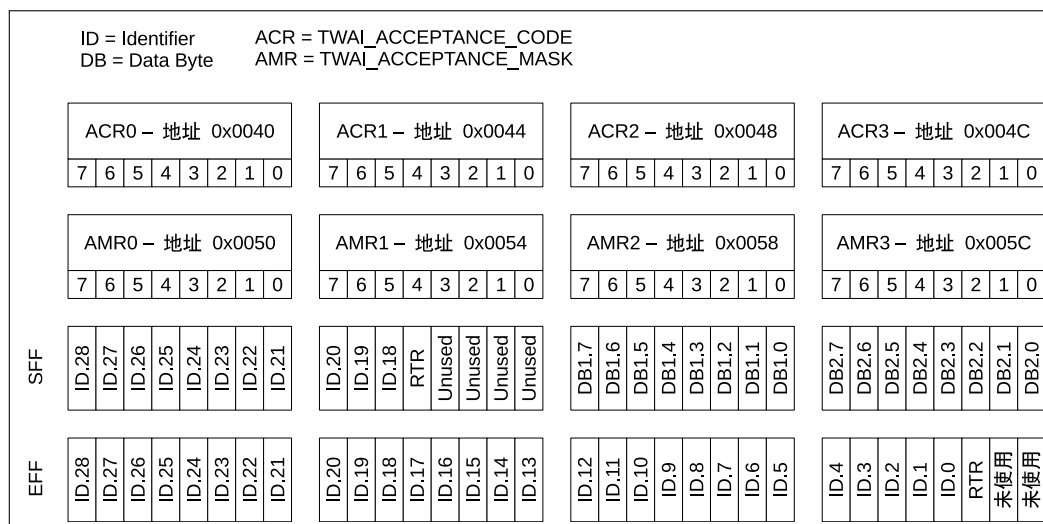 ID = Identifier ACR = TWAI_ACCEPTANCE_CODE
DB = Data Byte AMR = TWAI_ACCEPTANCE_MASK
ACR0 – 地址 0x0040 ACR1 – 地址 0x0044 ACR2 – 地址 0x0048 ACR3 – 地址 0x004C
7 6 5 4 3 2 1 0 7 6 5 4 3 2 1 0 7 6 5 4 3 2 1 0 7 6 5 4 3 2 1 0
AMR0 – 地址 0x0050 AMR1 – 地址 0x0054 AMR2 – 地址 0x0058 AMR3 – 地址 0x005C
7 6 5 4 3 2 1 0 7 6 5 4 3 2 1 0 7 6 5 4 3 2 1 0 7 6 5 4 3 2 1 0
SFF ID.28 ID.27 ID.26 ID.25 ID.24 ID.23 ID.22 ID.21 ID.20 ID.19 ID.18 RTR Unused Unused Unused Unused DB1.7 DB1.6 DB1.5 DB1.4 DB1.3 DB1.2 DB1.1 DB1.0 DB2.7 DB2.6 DB2.5 DB2.4 DB2.3 DB2.2 DB2.1 DB2.0
EFF ID.28 ID.27 ID.26 ID.25 ID.24 ID.23 ID.22 ID.21 ID.20 ID.19 ID.18 ID.17 ID.16 ID.15 ID.14 ID.13 ID.12 ID.11 ID.10 ID.9 ID.8 ID.7 ID.6 ID.5 ID.4 ID.3 ID.2 ID.1 ID.0 RTR 未使用 未使用